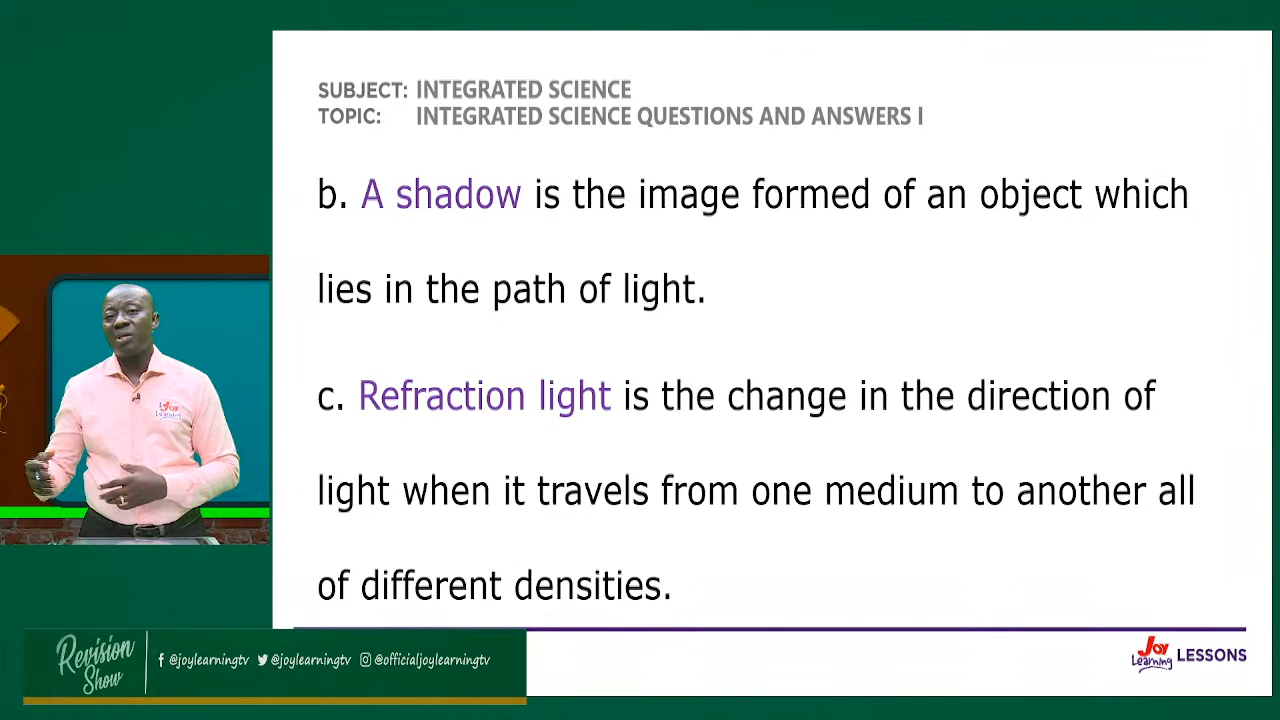 SUBJECT: INTEGRATED SCIENCE
TOPIC: INTEGRATED SCIENCE QUESTIONS AND ANSWERS I
b. A shadow is the image formed of an object which
lies in the path of light.
c. Refraction light is the change in the direction of
light when it travels from one medium to another all
of different densities.
Joy
Learning
Revision
Show
@joylearningtv @joylearningtv @officialjoylearningtv
Joy
Learning LESSONS